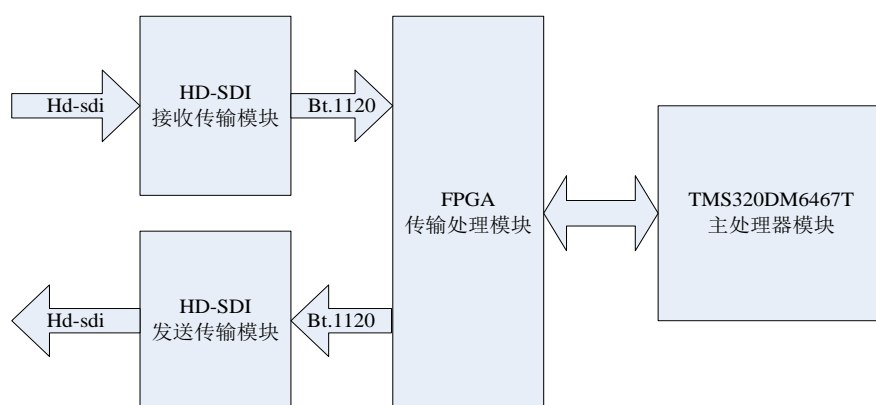 Hd-sdi
HD-SDI
接收传输模块
Bt.1120
FPGA
传输处理模块
TMS320DM6467T
主处理器模块
Hd-sdi
HD-SDI
发送传输模块
Bt.1120